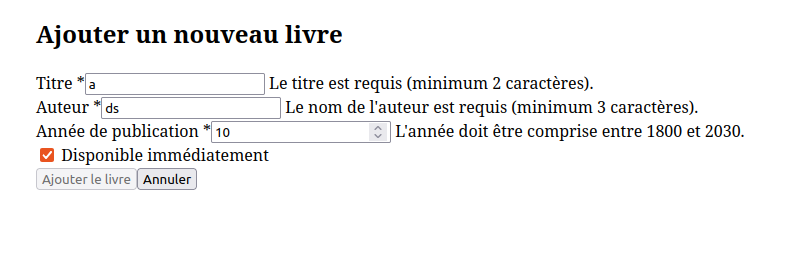 Ajouter un nouveau livre
Titre *a Le titre est requis (minimum 2 caractères).
Auteur *ds Le nom de l'auteur est requis (minimum 3 caractères).
Année de publication *10 L'année doit être comprise entre 1800 et 2030.
Disponible immédiatement
Ajouter le livre Annuler